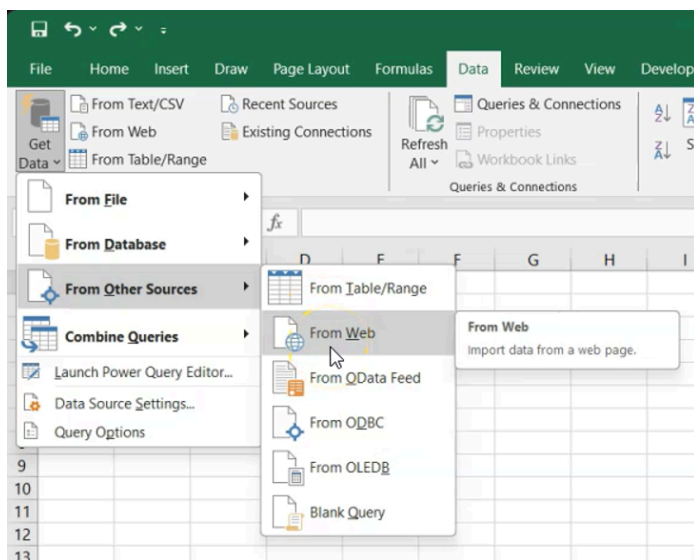 File Home Insert Draw Page Layout Formulas Data Review View Develop
From Text/CSV Recent Sources Queries & Connections
From Web Existing Connections Properties
Get Data From Table/Range Refresh All Workbook Links
Queries & Connections
From File
fx
From Database
D E F G H I
From Other Sources
From Table/Range
Combine Queries
From Web
From Web
Import data from a web page.
Launch Power Query Editor...
From OData Feed
Data Source Settings...
Query Options
From ODBC
9
From OLEDB
10
11
Blank Query
12
13